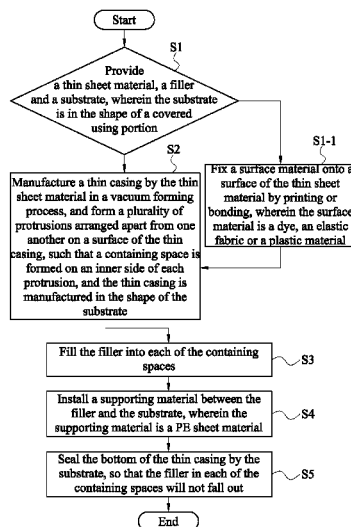 Start
S1
Provide
a thin sheet material, a filler
and a substrate, wherein the substrate
is in the shape of a covered
using portion
S1-1
Fix a surface material onto a
surface of the thin sheet
material by printing or
bonding, wherein the surface
material is a dye, an elastic
fabric or a plastic material
S2
Manufacture a thin casing by the thin
sheet material in a vacuum forming
process, and form a plurality of
protrusions arranged apart from one
another on a surface of the thin
casing, such that a containing space is
formed on an inner side of each
protrusion, and the thin casing is
manufactured in the shape of the
substrate
Fill the filler into each of the containing
spaces
S3
Install a supporting material between the
filler and the substrate, wherein the
supporting material is a PE sheet material
S4
Seal the bottom of the thin casing by the
substrate, so that the filler in each of the
containing spaces will not fall out
S5
End